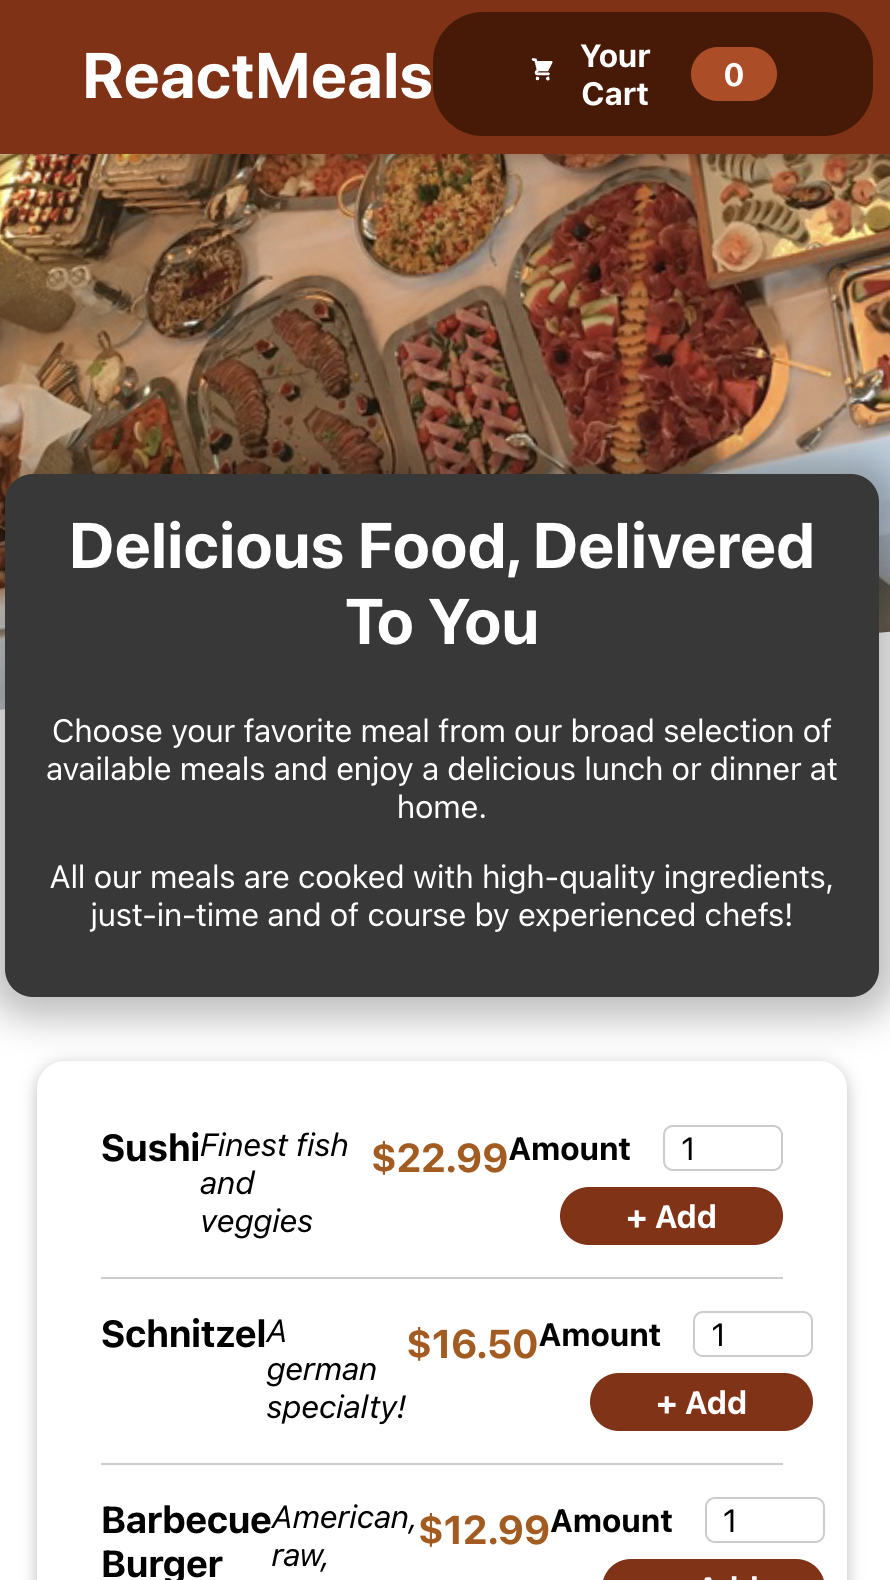 ReactMeals
Your
Cart
0
Delicious Food, Delivered
To You
Choose your favorite meal from our broad selection of
available meals and enjoy a delicious lunch or dinner at
home.
All our meals are cooked with high-quality ingredients,
just-in-time and of course by experienced chefs!
Sushi
Finest fish
and
veggies
$22.99
Amount
1
+ Add
Schnitzel
A
german
specialty!
$16.50
Amount
1
+ Add
Barbecue
Burger
American,
raw,
$12.99
Amount
1
+ Add